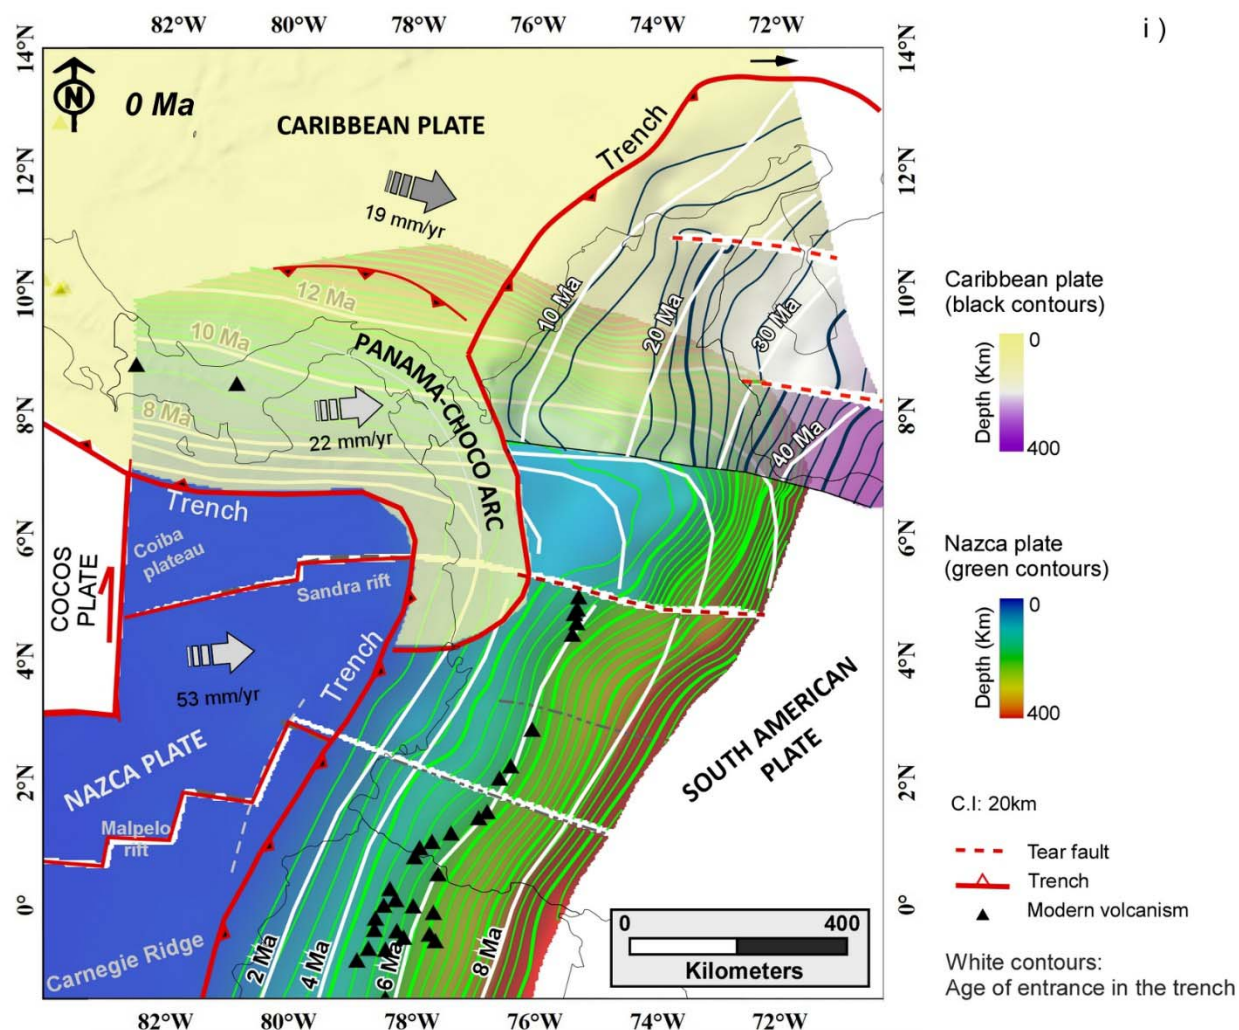 i )
82°W 80°W 78°W 76°W 74°W 72°W
14°N 14°N
12°N 12°N
10°N 10°N
8°N 8°N
6°N 6°N
4°N 4°N
2°N 2°N
0° 0°
N
0 Ma
CARIBBEAN PLATE
Trench
19 mm/yr
12 Ma
10 Ma
8 Ma
10 Ma
20 Ma
30 Ma
40 Ma
PANAMA-CHOCO ARC
22 mm/yr
Trench
Coiba
plateau
Sandra rift
COCOS
PLATE
53 mm/yr
Trench
NAZCA PLATE
Malpelo
rift
Carnegie Ridge
2 Ma
4 Ma
6 Ma
8 Ma
SOUTH AMERICAN
PLATE
0 400
Kilometers
82°W 80°W 78°W 76°W 74°W 72°W
Caribbean plate
(black contours)
Depth (Km)
0
400
Nazca plate
(green contours)
Depth (Km)
0
400
C.I: 20km
Tear fault
Trench
Modern volcanism
White contours:
Age of entrance in the trench